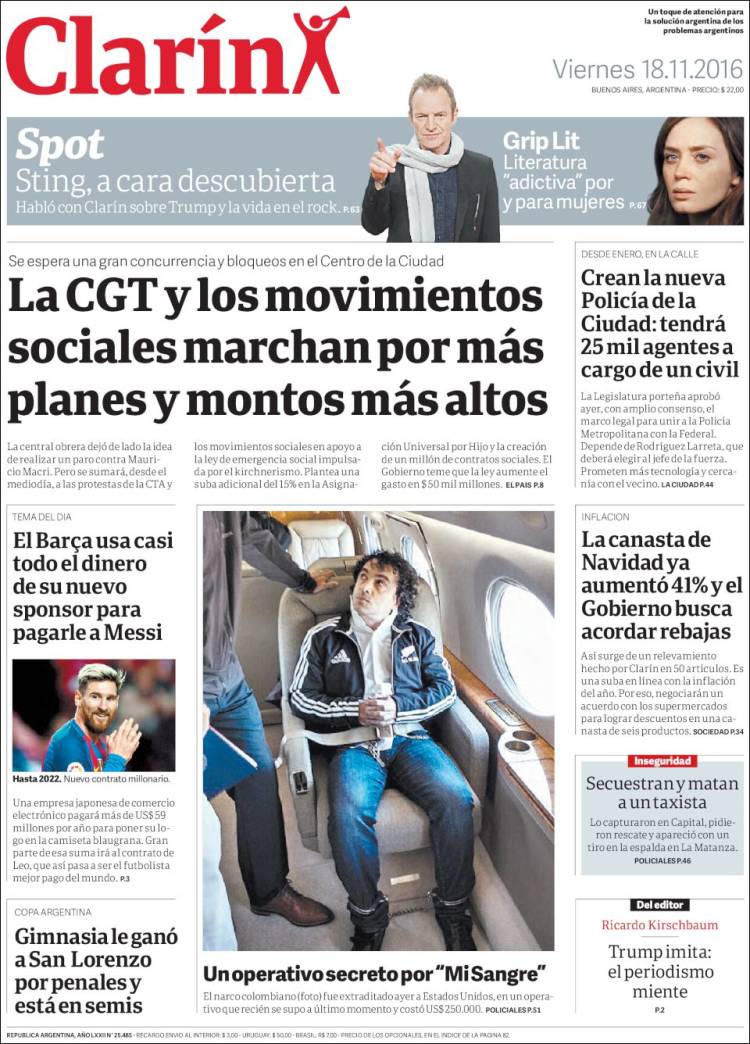 Clarín
Un toque de atención para
la solución argentina de los
problemas argentinos
Viernes 18.11.2016
BUENOS AIRES, ARGENTINA - PRECIO: $ 22,00
Spot
Sting, a cara descubierta
Habló con Clarín sobre Trump y la vida en el rock. P.63
Grip Lit
Literatura
"adictiva" por
y para mujeres P.67
Se espera una gran concurrencia y bloqueos en el Centro de la Ciudad
La CGT y los movimientos
sociales marchan por más
planes y montos más altos
La central obrera dejó de lado la idea
de realizar un paro contra Mauri-
cio Macri. Pero se sumará, desde el
mediodía, a las protestas de la CTA y
los movimientos sociales en apoyo a
la ley de emergencia social impulsa-
da por el kirchnerismo. Plantea una
suba adicional del 15% en la Asigna-
ción Universal por Hijo y la creación
de un millón de contratos sociales. El
Gobierno teme que la ley aumente el
gasto en $ 50 mil millones. EL PAIS P.8
DESDE ENERO, EN LA CALLE
Crean la nueva
Policía de la
Ciudad: tendrá
25 mil agentes a
cargo de un civil
La Legislatura porteña aprobó
ayer, con amplio consenso, el
marco legal para unir a la Policía
Metropolitana con la Federal.
Depende de Rodríguez Larreta, que
deberá elegir al jefe de la fuerza.
Prometen más tecnología y cerca-
nía con el vecino. LA CIUDAD P.44
TEMA DEL DIA
El Barça usa casi
todo el dinero
de su nuevo
sponsor para
pagarle a Messi
Hasta 2022. Nuevo contrato millonario.
Una empresa japonesa de comercio
electrónico pagará más de US$ 59
millones por año para poner su lo-
go en la camiseta blaugrana. Gran
parte de esa suma irá al contrato de
Leo, que así pasa a ser el futbolista
mejor pago del mundo. P.3
COPA ARGENTINA
Gimnasia le ganó
a San Lorenzo
por penales y
está en semis
Un operativo secreto por "Mi Sangre"
El narco colombiano (foto) fue extraditado ayer a Estados Unidos, en un opera-
tivo que recién se supo a último momento y costó US$ 250.000. POLICIALES P.51
INFLACION
La canasta de
Navidad ya
aumentó 41% y el
Gobierno busca
acordar rebajas
Así surge de un relevamiento
hecho por Clarín en 50 artículos. Es
una suba en línea con la inflación
del año. Por eso, negociarán un
acuerdo con los supermercados
para lograr descuentos en una ca-
nasta de seis productos. SOCIEDAD P.34
Inseguridad
Secuestran y matan
a un taxista
Lo capturaron en Capital, pidie-
ron rescate y apareció con un
tiro en la espalda en La Matanza.
POLICIALES P.46
Del editor
Ricardo Kirschbaum
Trump imita:
el periodismo
miente
P.2
REPUBLICA ARGENTINA, AÑO LXXII N° 25.485 - RECARGO ENVIO AL INTERIOR: $ 3,00 - URUGUAY: $ 50,00 - BRASIL, R$ 7,00 - PRECIO DE LOS OPCIONALES, EN EL INDICE DE LA PAGINA 82.